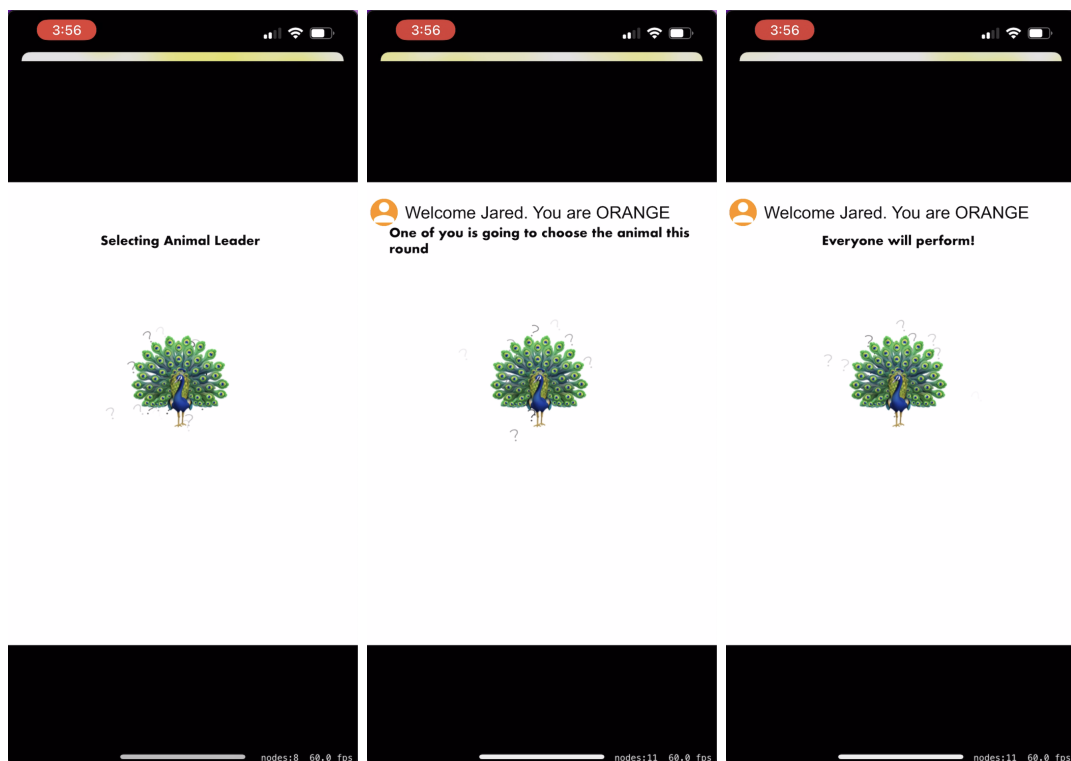 3:56
Selecting Animal Leader
? ? ? ? ? ? ?
nodes:8 60.0 fps
3:56
Welcome Jared. You are ORANGE
One of you is going to choose the animal this
round
? ? ? ? ? ? ?
nodes:11 60.0 fps
3:56
Welcome Jared. You are ORANGE
Everyone will perform!
? ? ? ? ? ? ?
nodes:11 60.0 fps